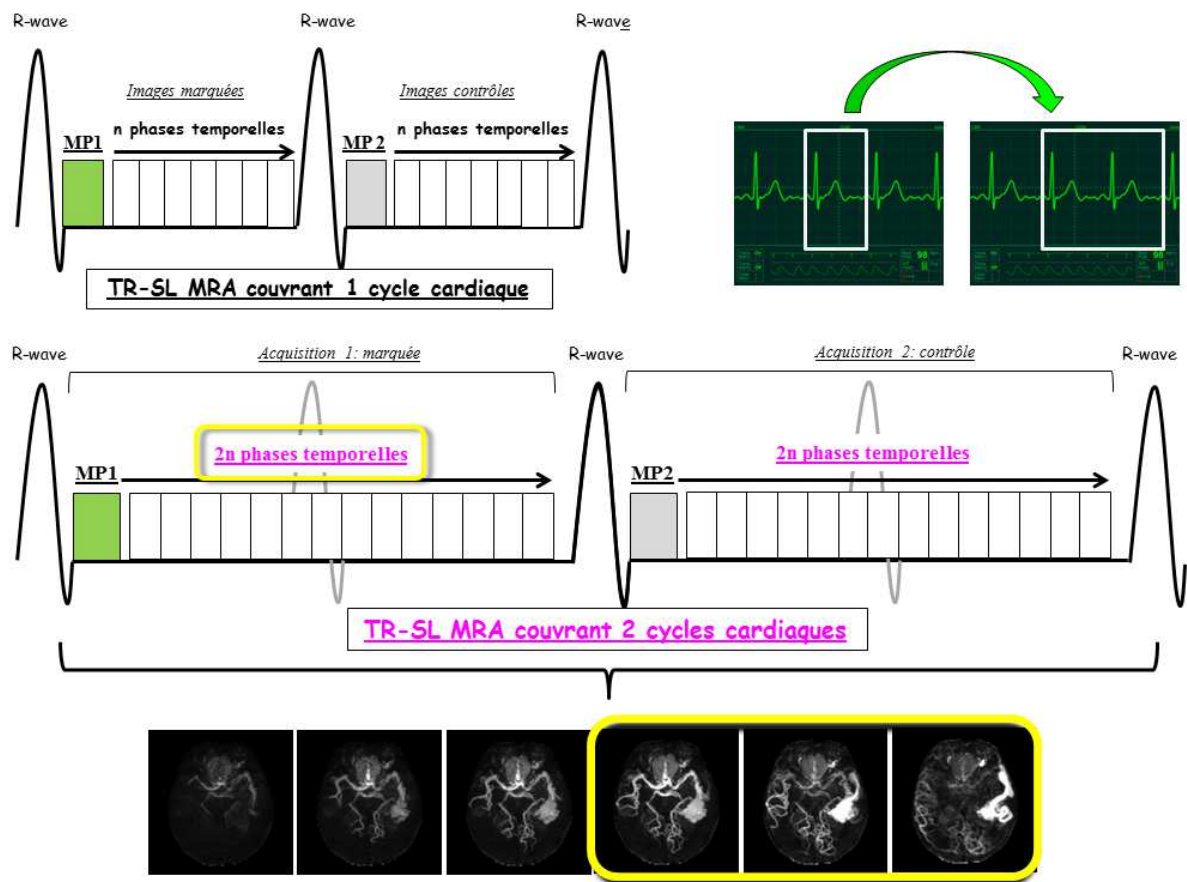 R-wave
R-wave
R-wave
Images marquées
Images contrôles
n phases temporelles
n phases temporelles
MP1
MP2
TR-SL MRA couvrant 1 cycle cardiaque
R-wave
Acquisition 1: marquée
R-wave
Acquisition 2: contrôle
R-wave
2n phases temporelles
2n phases temporelles
MP1
MP2
TR-SL MRA couvrant 2 cycles cardiaques